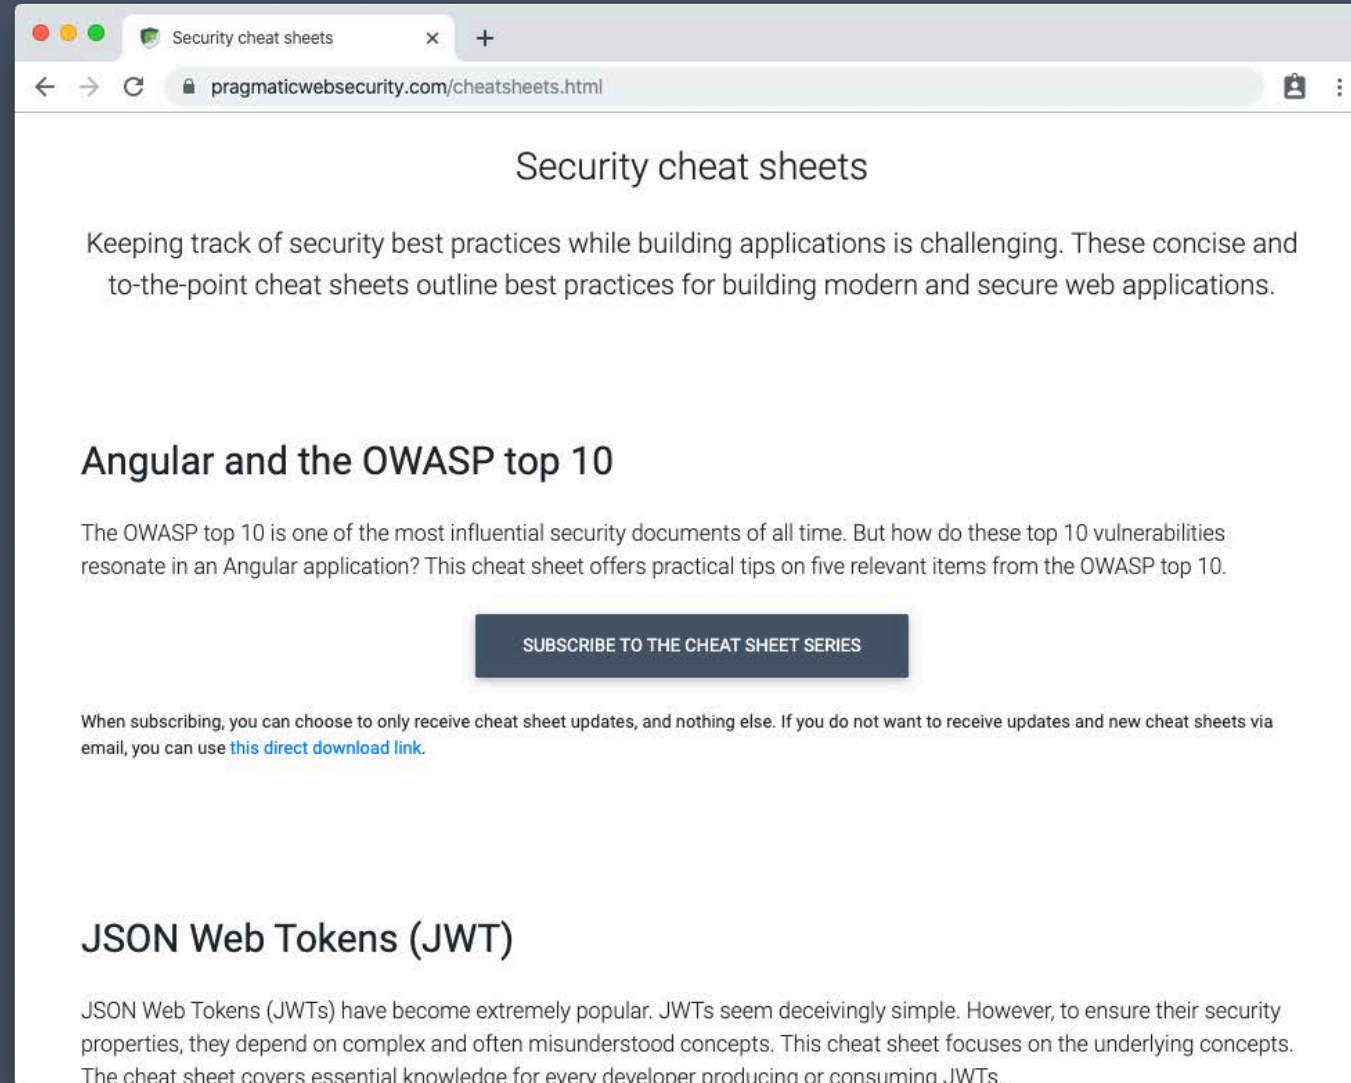 Security cheat sheets
pragmaticwebsecurity.com/cheatsheets.html
Security cheat sheets
Keeping track of security best practices while building applications is challenging. These concise and
to-the-point cheat sheets outline best practices for building modern and secure web applications.
Angular and the OWASP top 10
The OWASP top 10 is one of the most influential security documents of all time. But how do these top 10 vulnerabilities
resonate in an Angular application? This cheat sheet offers practical tips on five relevant items from the OWASP top 10.
SUBSCRIBE TO THE CHEAT SHEET SERIES
When subscribing, you can choose to only receive cheat sheet updates, and nothing else. If you do not want to receive updates and new cheat sheets via
email, you can use this direct download link.
JSON Web Tokens (JWT)
JSON Web Tokens (JWTs) have become extremely popular. JWTs seem deceivingly simple. However, to ensure their security
properties, they depend on complex and often misunderstood concepts. This cheat sheet focuses on the underlying concepts.
The cheat sheet covers essential knowledge for every developer producing or consuming JWTs.